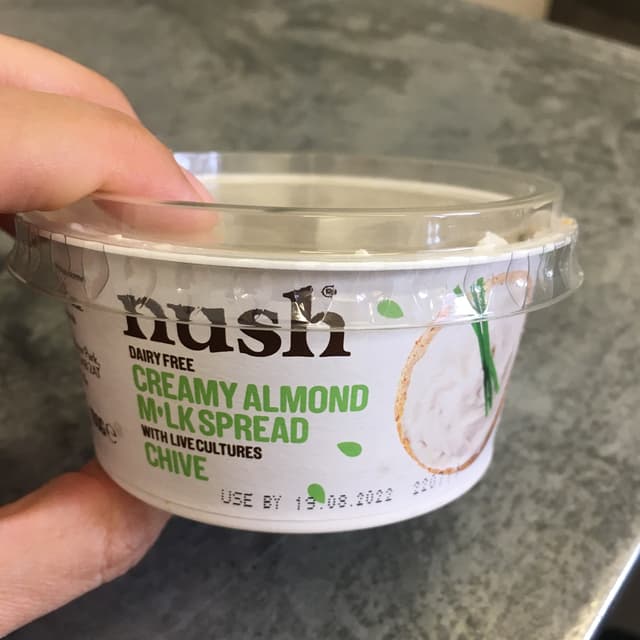 nush
DAIRY FREE
CREAMY ALMOND
M•LK SPREAD
WITH LIVE CULTURES
CHIVE
USE BY 19.08.2022